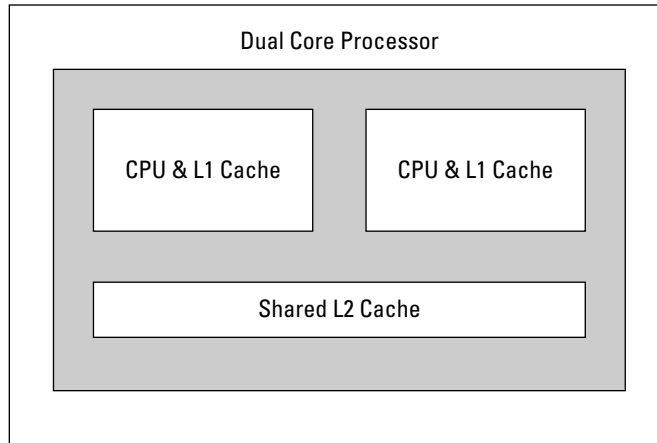 Dual Core Processor
CPU & L1 Cache
CPU & L1 Cache
Shared L2 Cache